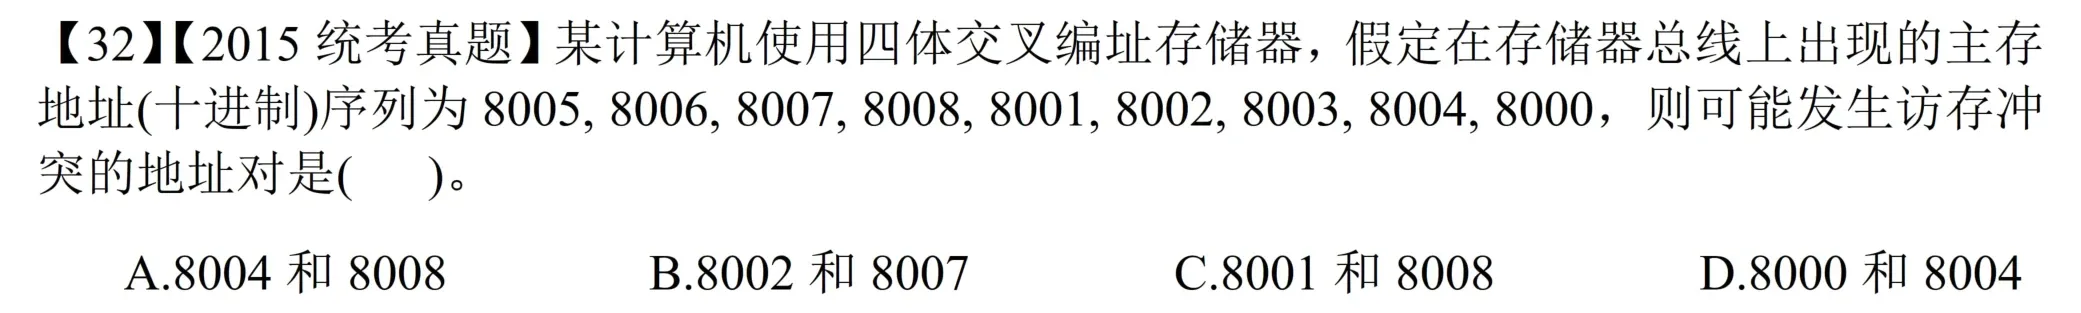 【32】【2015 统考真题】某计算机使用四体交叉编址存储器，假定在存储器总线上出现的主存
地址(十进制)序列为 8005, 8006, 8007, 8008, 8001, 8002, 8003, 8004, 8000，则可能发生访存冲
突的地址对是( )。
A.8004 和 8008 B.8002 和 8007 C.8001 和 8008 D.8000 和 8004